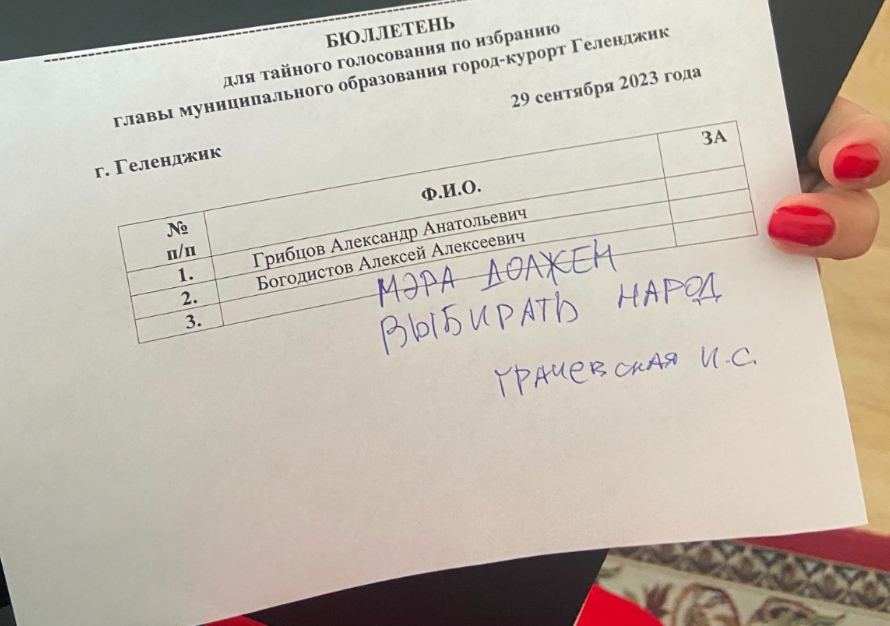 БЮЛЛЕТЕНЬ
для тайного голосования по избранию
главы муниципального образования город-курорт Геленджик
29 сентября 2023 года
г. Геленджик
№ п/п Ф.И.О. ЗА
1. Грибцов Александр Анатольевич
2. Богодистов Алексей Алексеевич
3.
МЭРА ДОЛЖЕН
ВЫБИРАТЬ НАРОД
ТРАЧЕВСКАЯ И.С.